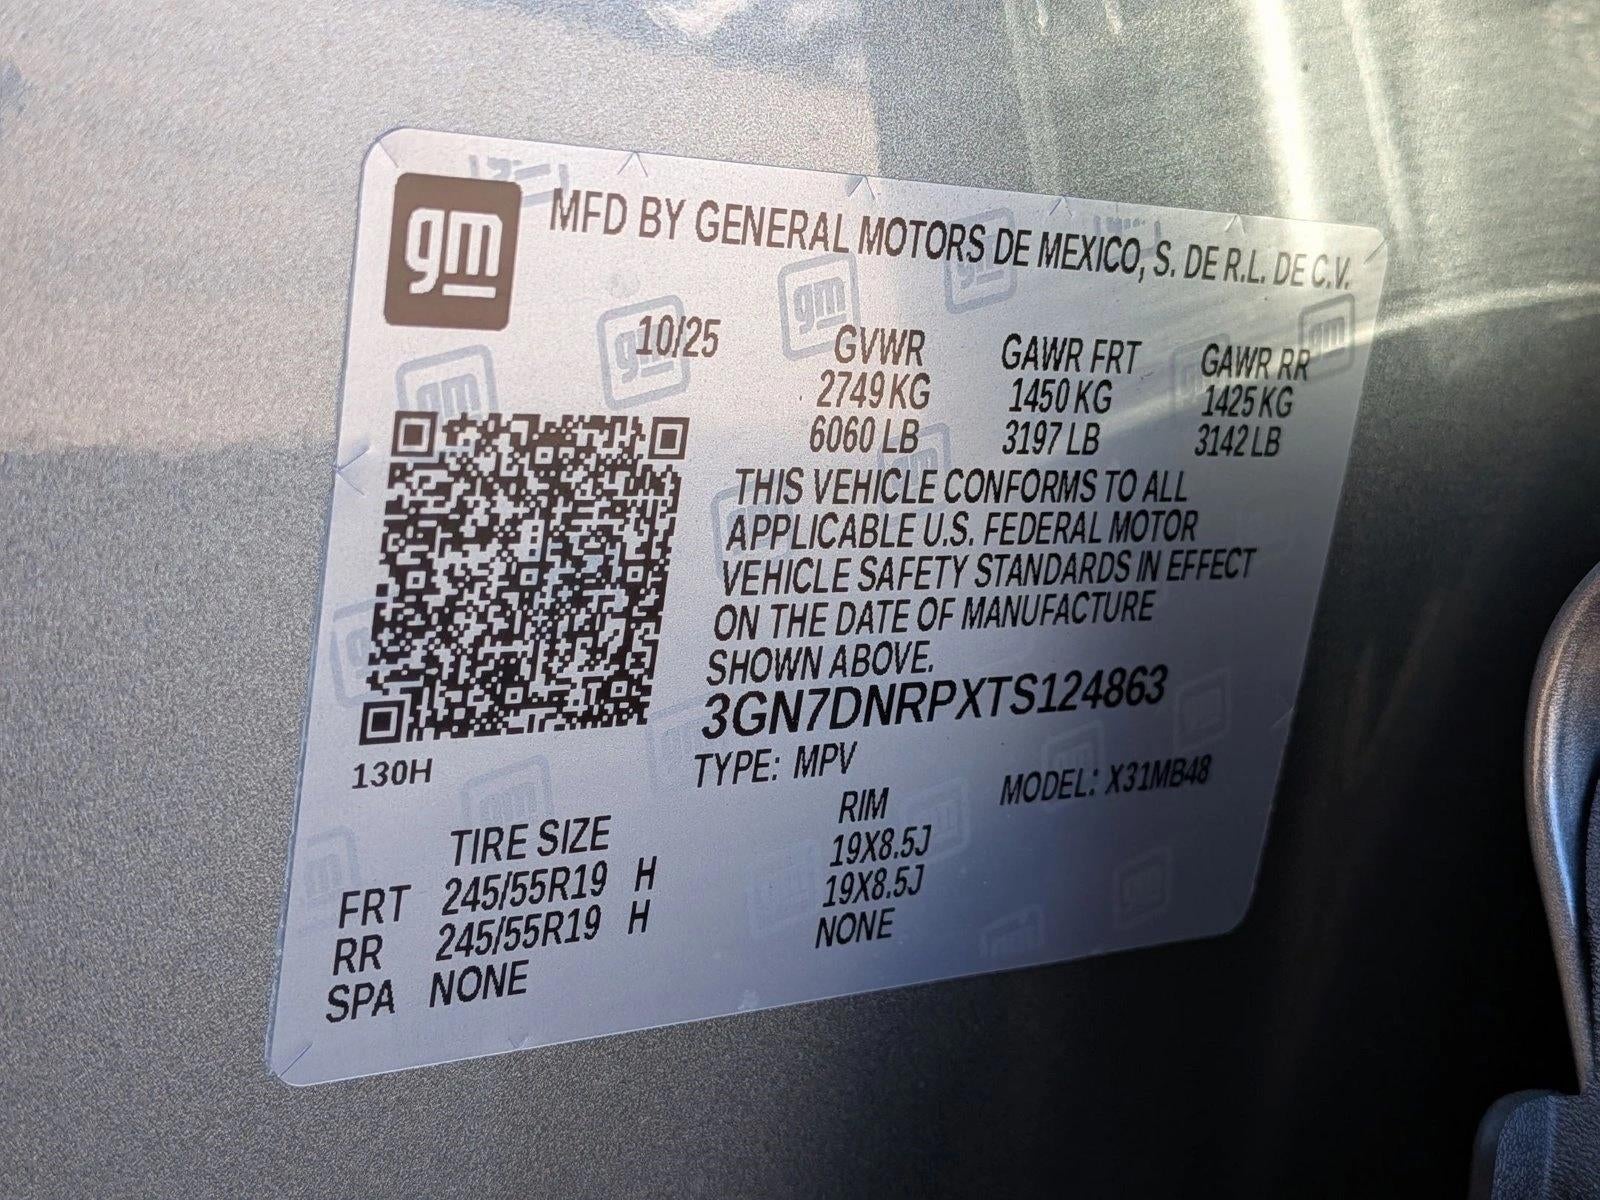 gm MFD BY GENERAL MOTORS DE MEXICO, S. DE R.L. DE C.V.
10/25 GVWR GAWR FRT GAWR RR
2749 KG 1450 KG 1425 KG
6060 LB 3197 LB 3142 LB
THIS VEHICLE CONFORMS TO ALL
APPLICABLE U.S. FEDERAL MOTOR
VEHICLE SAFETY STANDARDS IN EFFECT
ON THE DATE OF MANUFACTURE
SHOWN ABOVE.
3GN7DNRPXTS124863
130H TYPE: MPV MODEL: X31MB48
TIRE SIZE RIM
FRT 245/55R19 H 19X8.5J
RR 245/55R19 H 19X8.5J
SPA NONE NONE